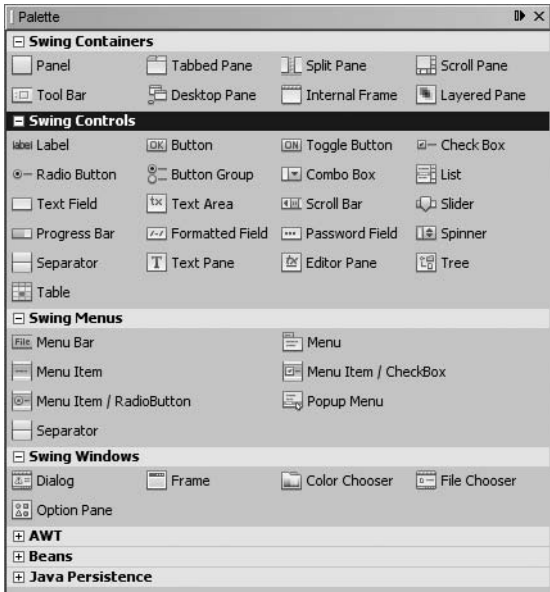 Palette
Swing Containers
Panel Tabbed Pane Split Pane Scroll Pane
Tool Bar Desktop Pane Internal Frame Layered Pane
Swing Controls
label Label OK Button ON Toggle Button Check Box
Radio Button Button Group Combo Box List
Text Field tx Text Area Scroll Bar Slider
Progress Bar Formatted Field Password Field Spinner
Separator T Text Pane tx Editor Pane Tree
Table
Swing Menus
File Menu Bar Menu
Menu Item Menu Item / CheckBox
Menu Item / RadioButton Popup Menu
Separator
Swing Windows
Dialog Frame Color Chooser File Chooser
Option Pane
AWT
Beans
Java Persistence